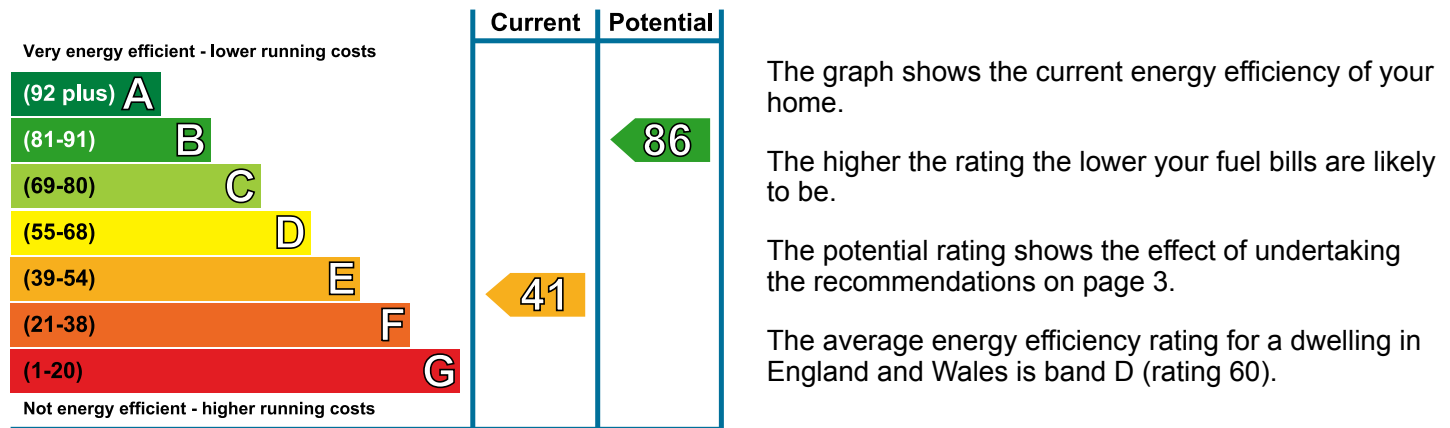 Current Potential
Very energy efficient - lower running costs
(92 plus) A
(81-91) B
86
(69-80) C
(55-68) D
(39-54) E
41
(21-38) F
(1-20) G
Not energy efficient - higher running costs
The graph shows the current energy efficiency of your
home.
The higher the rating the lower your fuel bills are likely
to be.
The potential rating shows the effect of undertaking
the recommendations on page 3.
The average energy efficiency rating for a dwelling in
England and Wales is band D (rating 60).